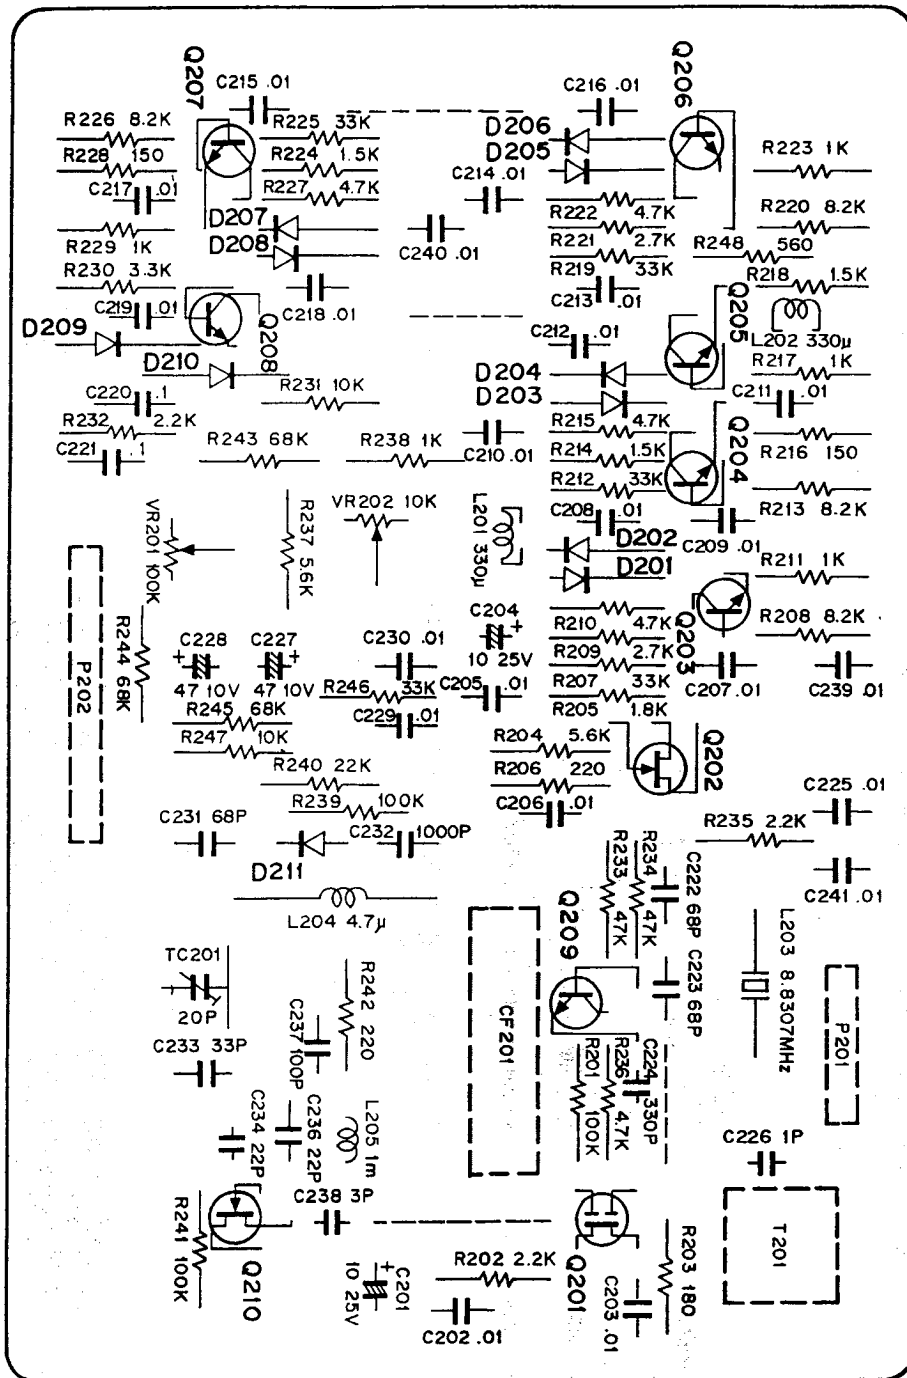 Q207
C215 .01
C216 .01
Q206
R226 8.2K
R225 33K
D206
R228 150
R224 1.5K
D205
R223 1K
C217 .01
R227 4.7K
C214 .01
D207
R222 4.7K
R220 8.2K
D208
R229 1K
C240 .01
R221 2.7K
R248 560
R230 3.3K
R219 33K
R218 1.5K
C219 .01
C218 .01
C213 .01
D209
Q208
C212 .01
Q205
L202 330μ
D210
D204
R217 1K
C220 .1
R231 10K
D203
C211 .01
R232 2.2K
R215 4.7K
Q204
C221 .1
R243 68K
R238 1K
C210 .01
R214 1.5K
R216 150
R212 33K
VR201 100K
R237 5.6K
VR202 10K
L201 330μ
C208 .01
R213 8.2K
D202
C209 .01
D201
R211 1K
P202
R244 68K
C228
+
47 10V
C227
+
47 10V
C230 .01
C204
+
10 25V
R210 4.7K
Q203
R208 8.2K
R209 2.7K
R246 33K
C205 .01
R207 33K
C207 .01
C239 .01
R245 68K
C229 .01
R205 1.8K
R247 10K
R204 5.6K
Q202
R240 22K
R206 220
R239 100K
C206 .01
C225 .01
C231 68P
C232 1000P
R235 2.2K
D211
R233 47K
R234 47K
C222 68P
C241 .01
L204 4.7μ
Q209
L203 8.8307MHz
TC201
20P
R242 220
CF201
C223 68P
P201
C237 100P
C233 33P
R201 100K
R236 4.7K
C224 330P
C234 22P
C236 22P
L205 1m
C226 1P
C238 3P
R241 100K
Q210
C201
+
10 25V
R202 2.2K
Q201
R203 180
T201
C202 .01
C203 .01